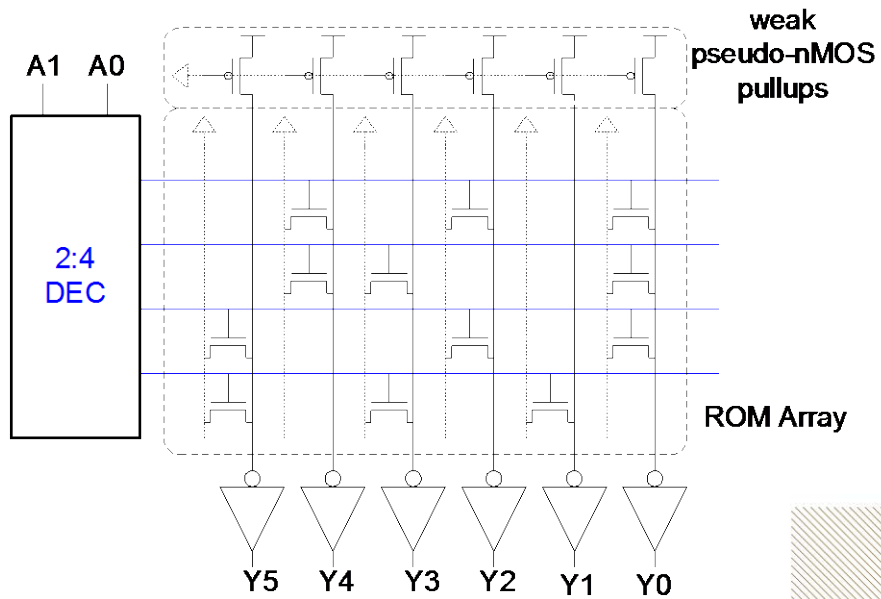 weak
pseudo-nMOS
pullups
A1 A0
2:4
DEC
ROM Array
Y5 Y4 Y3 Y2 Y1 Y0